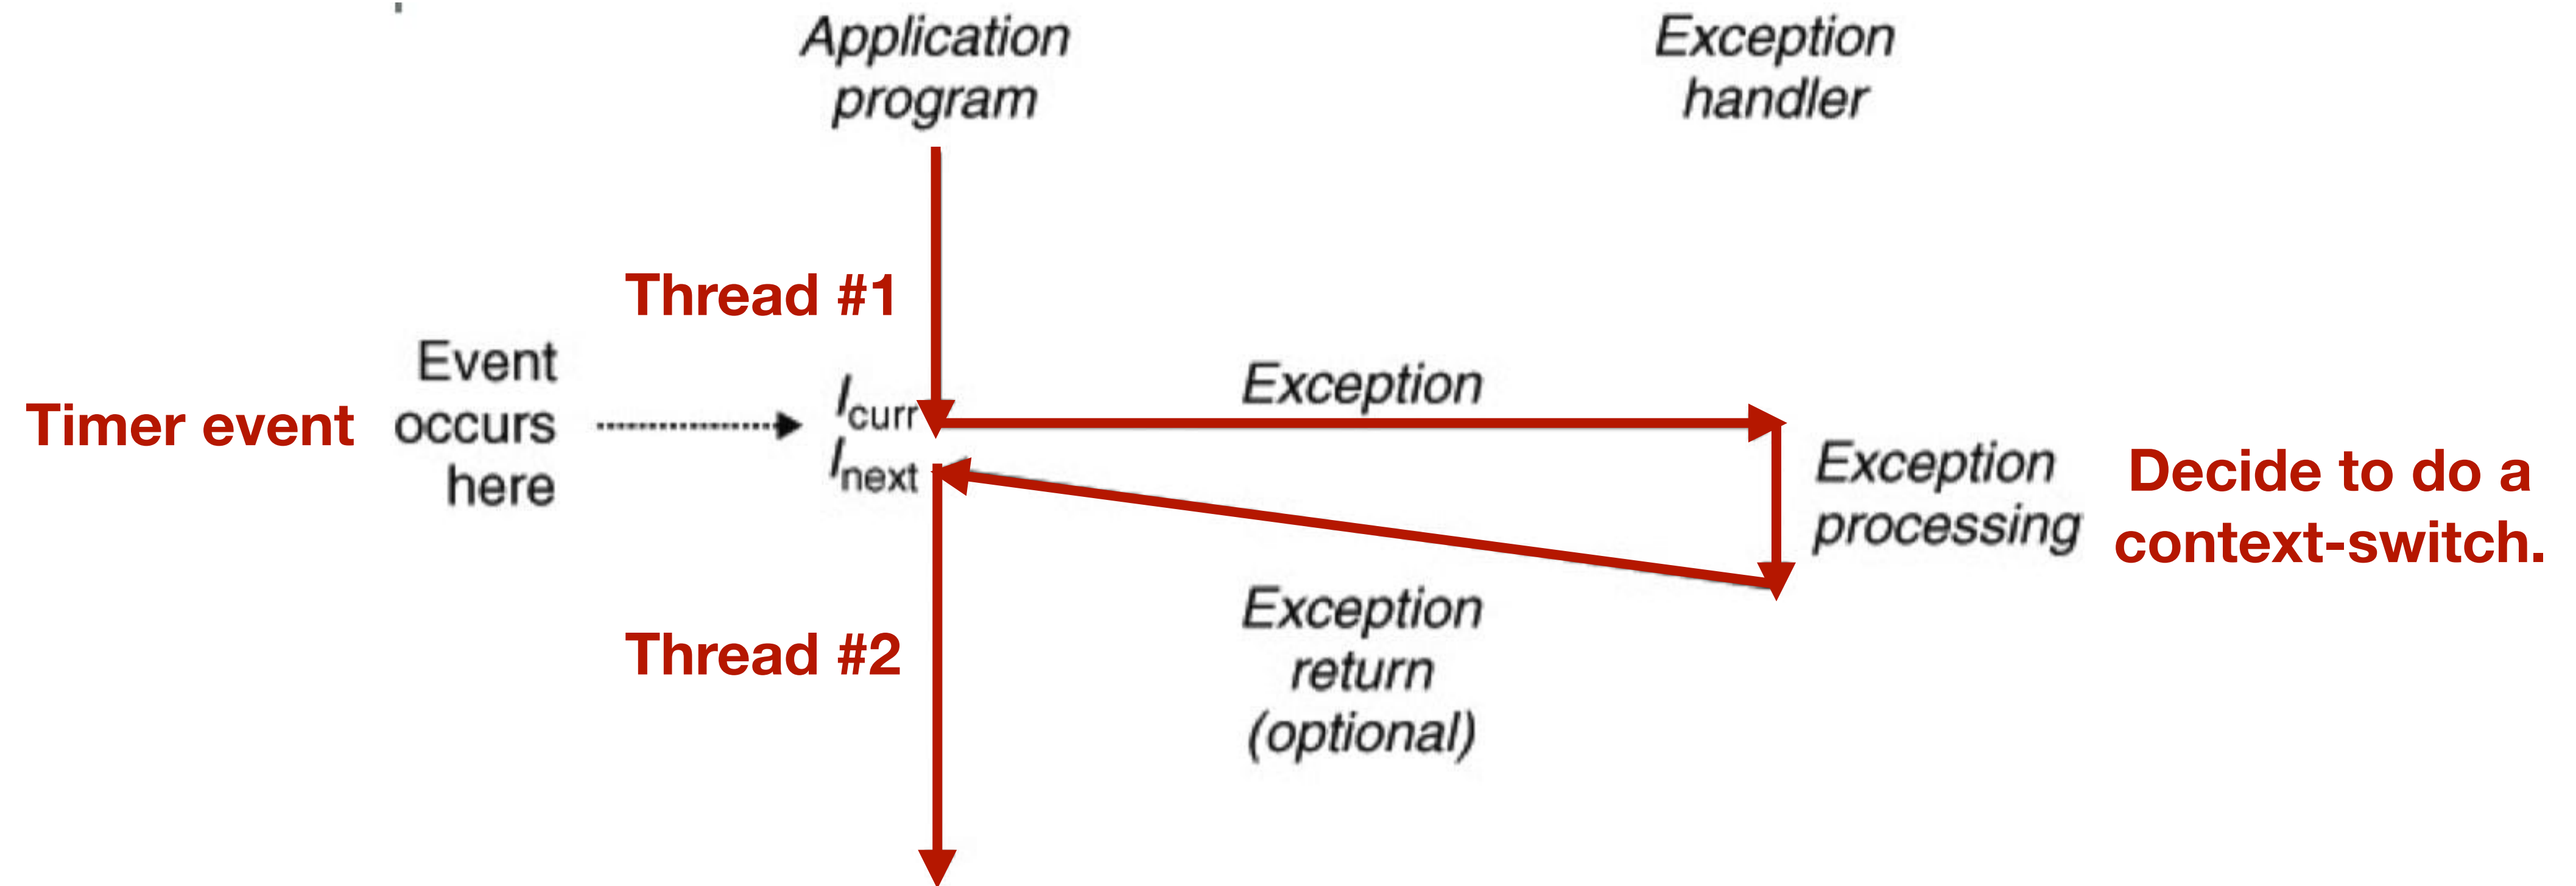 Application
program
Exception
handler
Thread #1
Event
occurs
here
Timer event
Icurr
Inext
Exception
Exception
processing
Decide to do a
context-switch.
Exception
return
(optional)
Thread #2